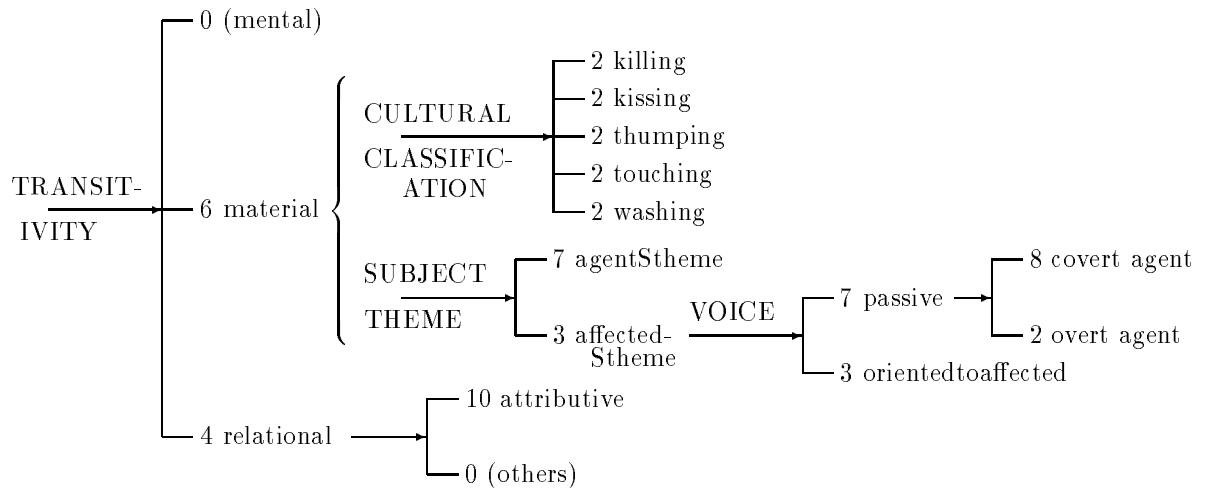 0 (mental)
2 killing
2 kissing
CULTURAL
2 thumping
CLASSIFIC-
ATION
2 touching
TRANSIT-
IVITY
6 material
2 washing
SUBJECT
THEME
7 agentStheme
8 covert agent
VOICE
7 passive
3 affected-
Stheme
2 overt agent
3 orientedtoaffected
10 attributive
4 relational
0 (others)